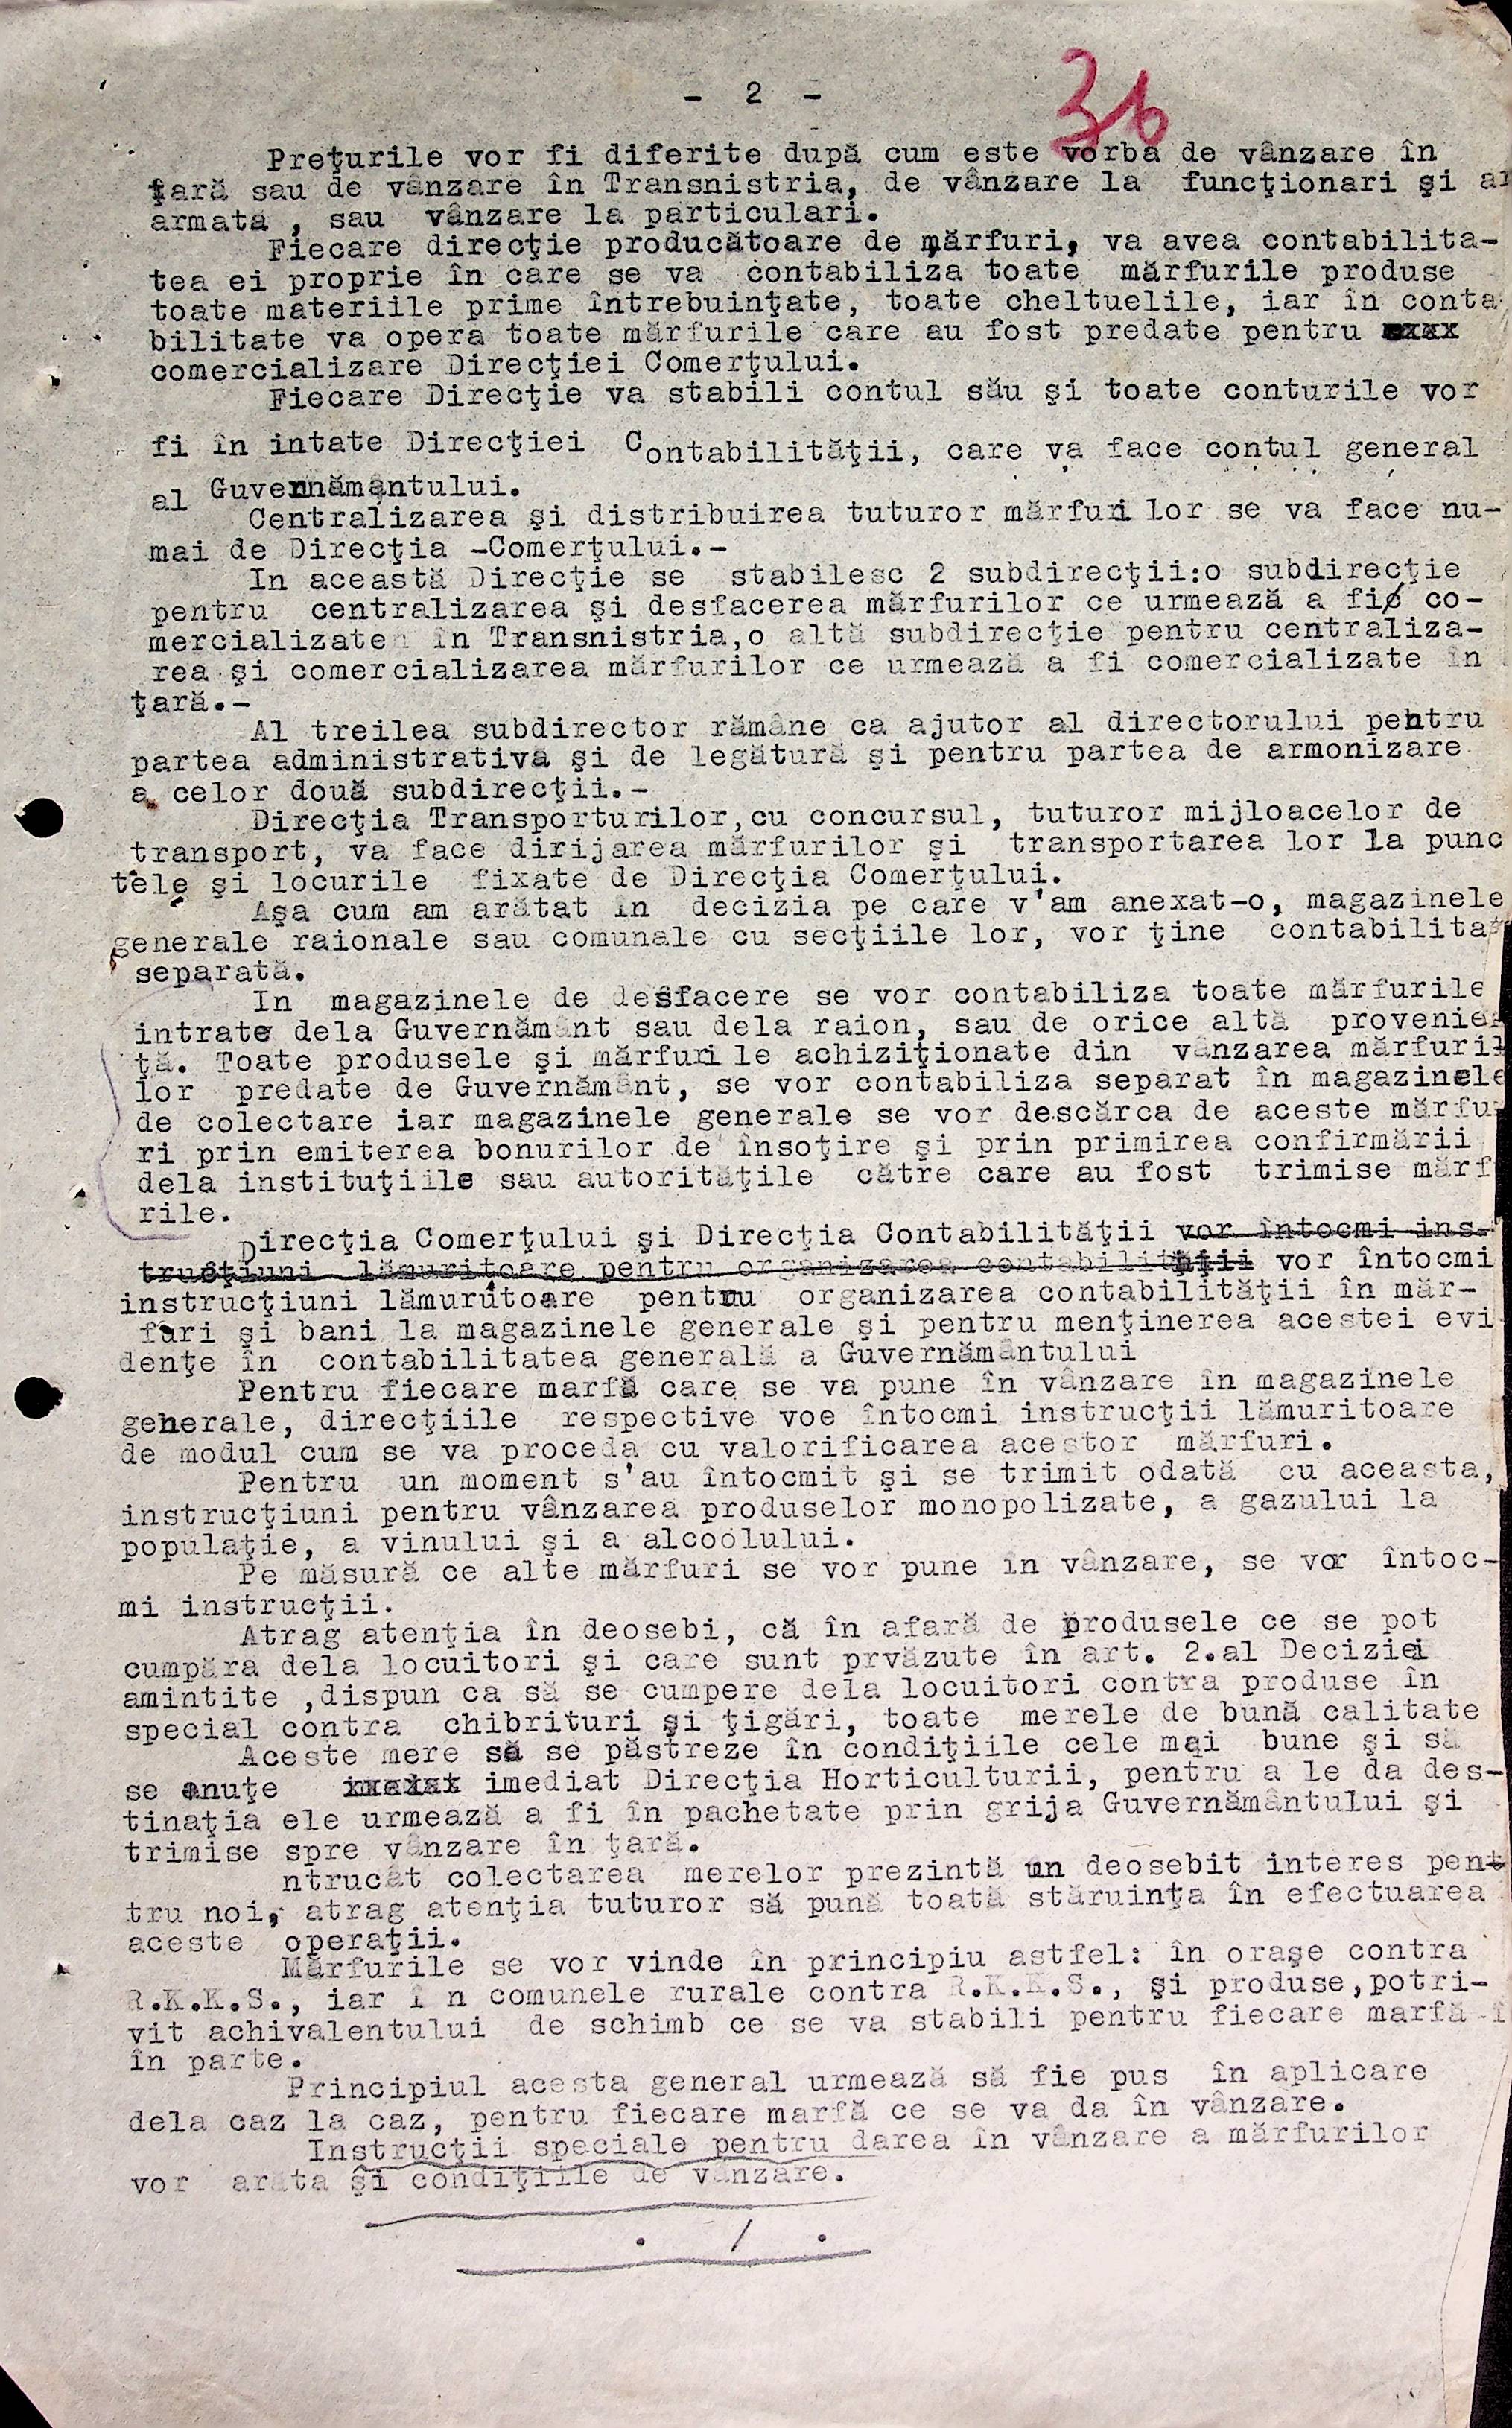 - 2 -
36
Preţurile vor fi diferite după cum este vorba de vânzare în
ţară sau de vânzare în Transnistria, de vânzare la funcţionari şi ar
armata , sau vânzare la particulari.
Fiecare direcţie producătoare de mărfuri, va avea contabilita-
tea ei proprie în care se va contabiliza toate mărfurile produse
toate materiile prime întrebuinţate, toate cheltuelile, iar în conta
bilitate va opera toate mărfurile care au fost predate pentru
comercializare Direcţiei Comerţului.
Fiecare Direcţie va stabili contul său şi toate conturile vor
fi în intate Direcţiei Contabilităţii, care va face contul general
al Guvernământului.
Centralizarea şi distribuirea tuturor mărfuri lor se va face nu-
mai de Direcţia -Comerţului.-
In această Direcţie se stabilesc 2 subdirecţii:o subdirecţie
pentru centralizarea şi desfacerea mărfurilor ce urmează a fi co-
mercializate în Transnistria,o altă subdirecţie pentru centraliza-
rea şi comercializarea mărfurilor ce urmează a fi comercializate în
ţară.-
Al treilea subdirector rămâne ca ajutor al directorului pentru
partea administrativă şi de legătură şi pentru partea de armonizare
a celor două subdirecţii.-
Direcţia Transporturilor,cu concursul, tuturor mijloacelor de
transport, va face dirijarea mărfurilor şi transportarea lor la punc
tele şi locurile fixate de Direcţia Comerţului.
Aşa cum am arătat în decizia pe care v'am anexat-o, magazinele
generale raionale sau comunale cu secţiile lor, vor ţine contabilitat
separată.
In magazinele de desfacere se vor contabiliza toate mărfurile
intrate dela Guvernământ sau dela raion, sau de orice altă provenien
ţă. Toate produsele şi mărfuri le achiziţionate din vânzarea mărfuril
lor predate de Guvernământ, se vor contabiliza separat în magazinele
de colectare iar magazinele generale se vor descărca de aceste mărfu-
ri prin emiterea bonurilor de însoţire şi prin primirea confirmării
dela instituţiile sau autorităţile către care au fost trimise mărf
rile.
Direcţia Comerţului şi Direcţia Contabilităţii vor întocmi ins-
trucţiuni lămuritoare pentru organizarea contabilităţii vor întocmi
instrucţiuni lămurutoare pentru organizarea contabilităţii în măr-
furi şi bani la magazinele generale şi pentru menţinerea acestei evi
denţe în contabilitatea generală a Guvernământului
Pentru fiecare marfă care se va pune în vânzare în magazinele
generale, direcţiile respective voe întocmi instrucţii lămuritoare
de modul cum se va proceda cu valorificarea acestor mărfuri.
Pentru un moment s'au întocmit şi se trimit odată cu aceasta,
instrucţiuni pentru vânzarea produselor monopolizate, a gazului la
populaţie, a vinului şi a alcoolului.
Pe măsură ce alte mărfuri se vor pune în vânzare, se vor întoc-
mi instrucţii.
Atrag atenţia în deosebi, că în afară de produsele ce se pot
cumpăra dela locuitori şi care sunt prvăzute în art. 2.al Deciziei
amintite ,dispun ca să se cumpere dela locuitori contra produse în
special contra chibrituri şi ţigări, toate merele de bună calitate
Aceste mere să se păstreze în condiţiile cele mai bune şi să
se anuţe imediat Direcţia Horticulturii, pentru a le da des-
tinaţia ele urmează a fi în pachetate prin grija Guvernământului şi
trimise spre vânzare în ţară.
ntrucât colectarea merelor prezintă un deosebit interes pent
tru noi, atrag atenţia tuturor să pună toată stăruinţa în efectuarea
aceste operaţii.
Mărfurile se vor vinde în principiu astfel: în oraşe contra
R.K.K.S., iar î n comunele rurale contra R.K.K.S., şi produse,potri-
vit achivalentului de schimb ce se va stabili pentru fiecare marfă
în parte.
Principiul acesta general urmează să fie pus în aplicare
dela caz la caz, pentru fiecare marfă ce se va da în vânzare.
Instrucţii speciale pentru darea în vânzare a mărfurilor
vor arăta şi condiţiile de vânzare.
. / .